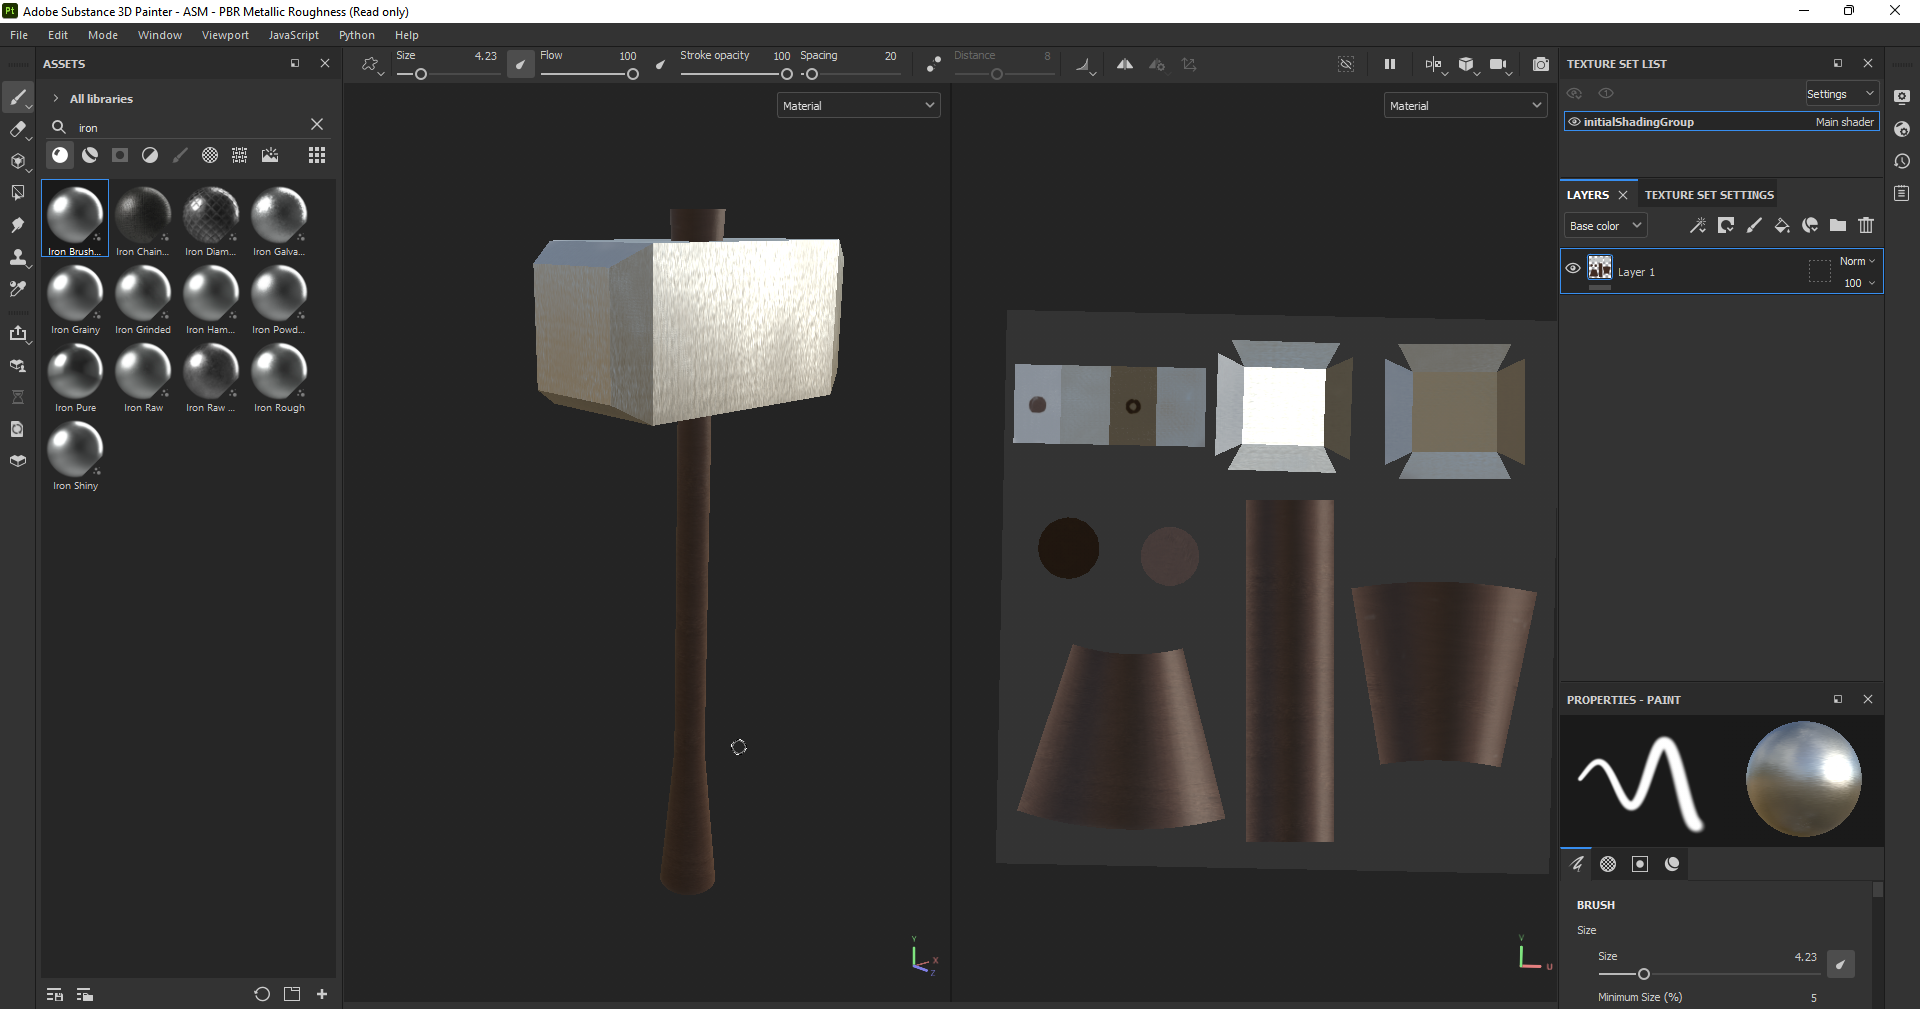 Pt Adobe Substance 3D Painter - ASM - PBR Metallic Roughness (Read only)
File Edit Mode Window Viewport JavaScript Python Help
ASSETS
All libraries
iron
Iron Brush... Iron Chain... Iron Diam... Iron Galva...
Iron Grainy Iron Grinded Iron Ham... Iron Powd...
Iron Pure Iron Raw Iron Raw ... Iron Rough
Iron Shiny
Size 4.23 Flow 100 Stroke opacity 100 Spacing 20 Distance 8
Material
Material
Y
X
Z
V
U
TEXTURE SET LIST
Settings
initialShadingGroup Main shader
LAYERS TEXTURE SET SETTINGS
Base color
Layer 1 Norm
100
PROPERTIES - PAINT
BRUSH
Size
Size 4.23
Minimum Size (%) 5